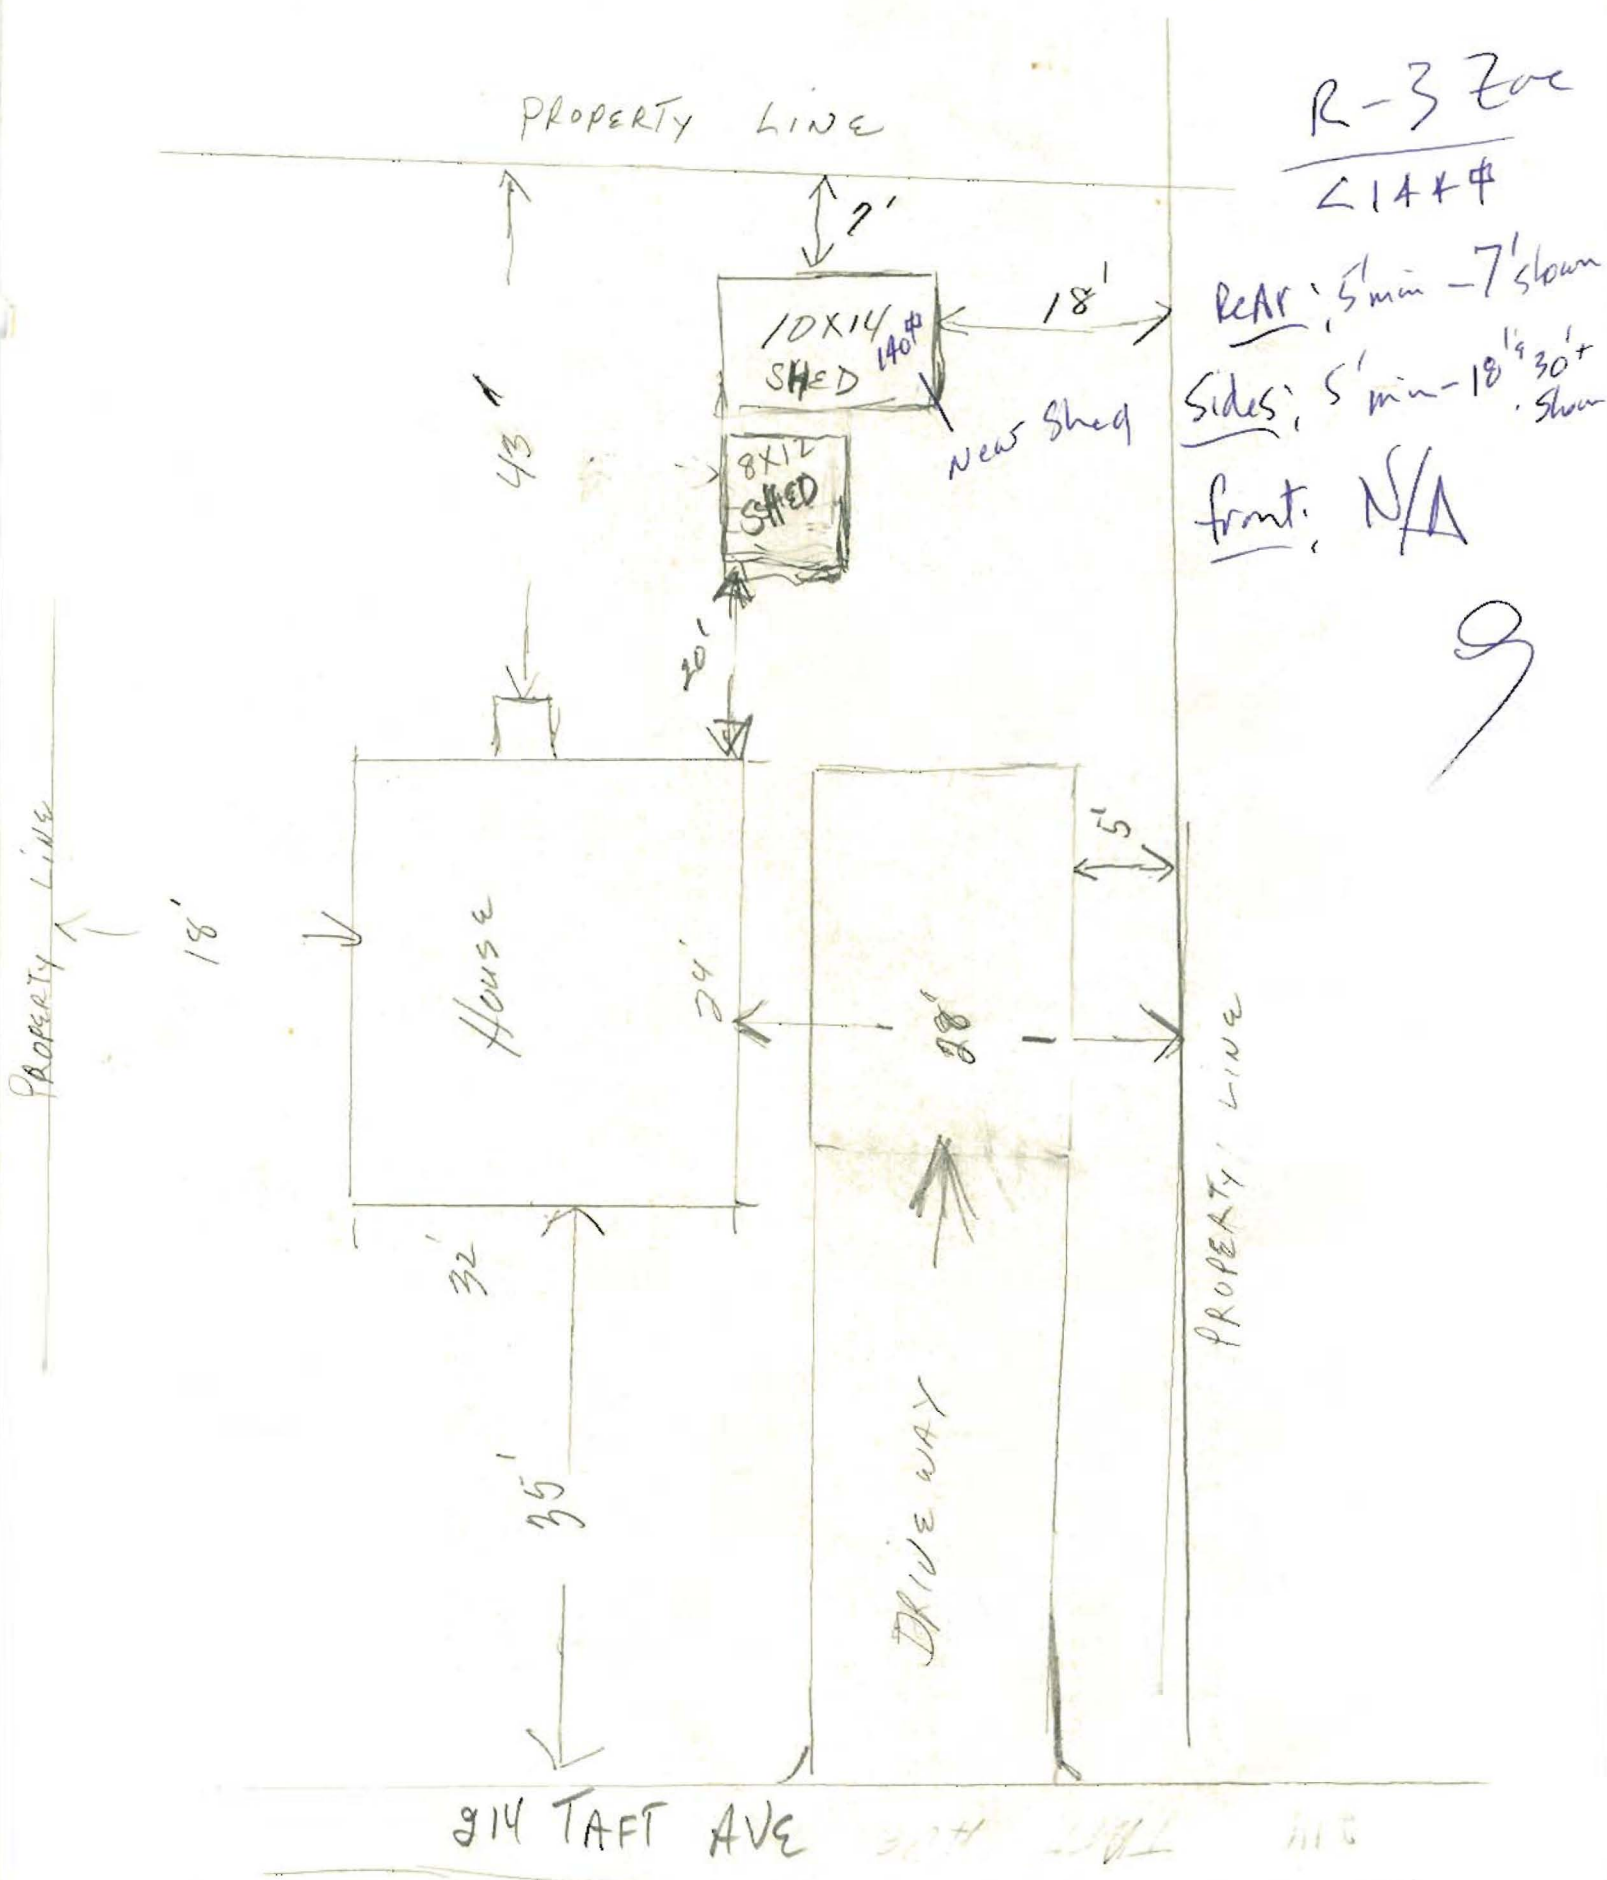 PROPERTY LINE
R-3 Zone
<144⌗
7'
10X14
SHED
140⌗
18'
New Shed
ReAr: 5' min - 7' shown
Sides: 5' min - 18' & 30'+
shown
front: N/A
43'
8X12
SHED
20'
PROPERTY LINE
18'
House
24'
28'
5'
PROPERTY LINE
32'
35'
DRIVEWAY
214 TAFT AVE